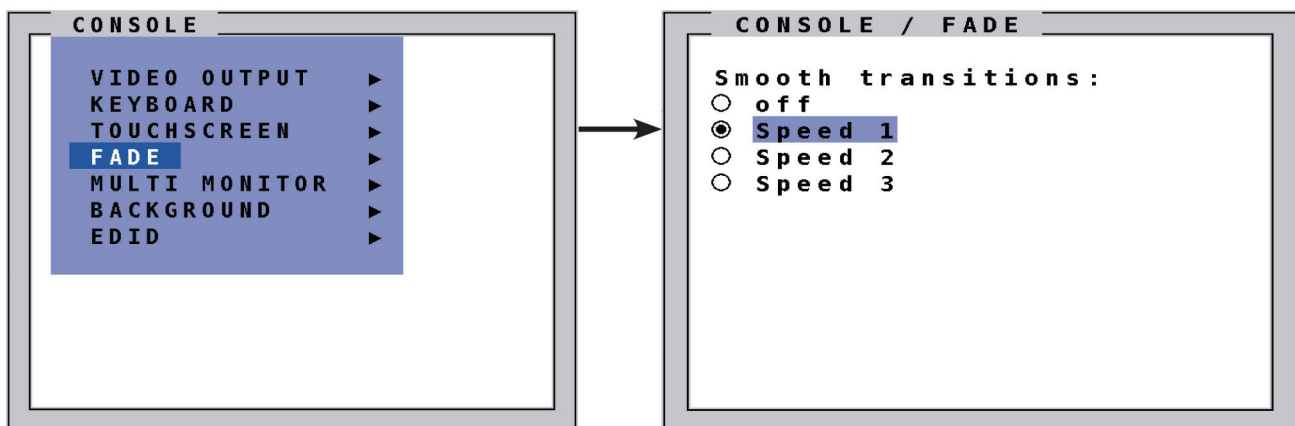 CONSOLE
VIDEO OUTPUT ▶
KEYBOARD ▶
TOUCHSCREEN ▶
FADE ▶
MULTI MONITOR ▶
BACKGROUND ▶
EDID ▶
CONSOLE / FADE
Smooth transitions:
off
Speed 1
Speed 2
Speed 3